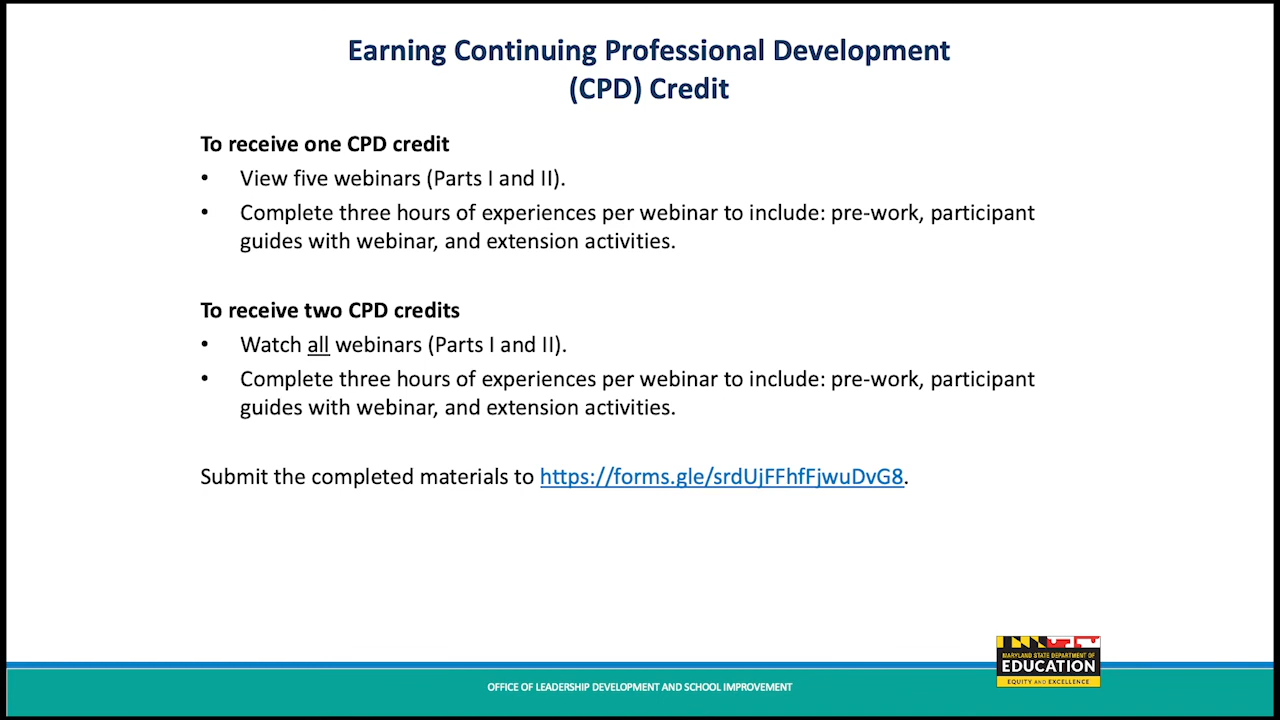 Earning Continuing Professional Development
(CPD) Credit
To receive one CPD credit
• View five webinars (Parts I and II).
• Complete three hours of experiences per webinar to include: pre-work, participant
guides with webinar, and extension activities.
To receive two CPD credits
• Watch all webinars (Parts I and II).
• Complete three hours of experiences per webinar to include: pre-work, participant
guides with webinar, and extension activities.
Submit the completed materials to https://forms.gle/srdUjFFhfFjwuDvG8.
MARYLAND STATE DEPARTMENT OF
EDUCATION
EQUITY AND EXCELLENCE
OFFICE OF LEADERSHIP DEVELOPMENT AND SCHOOL IMPROVEMENT